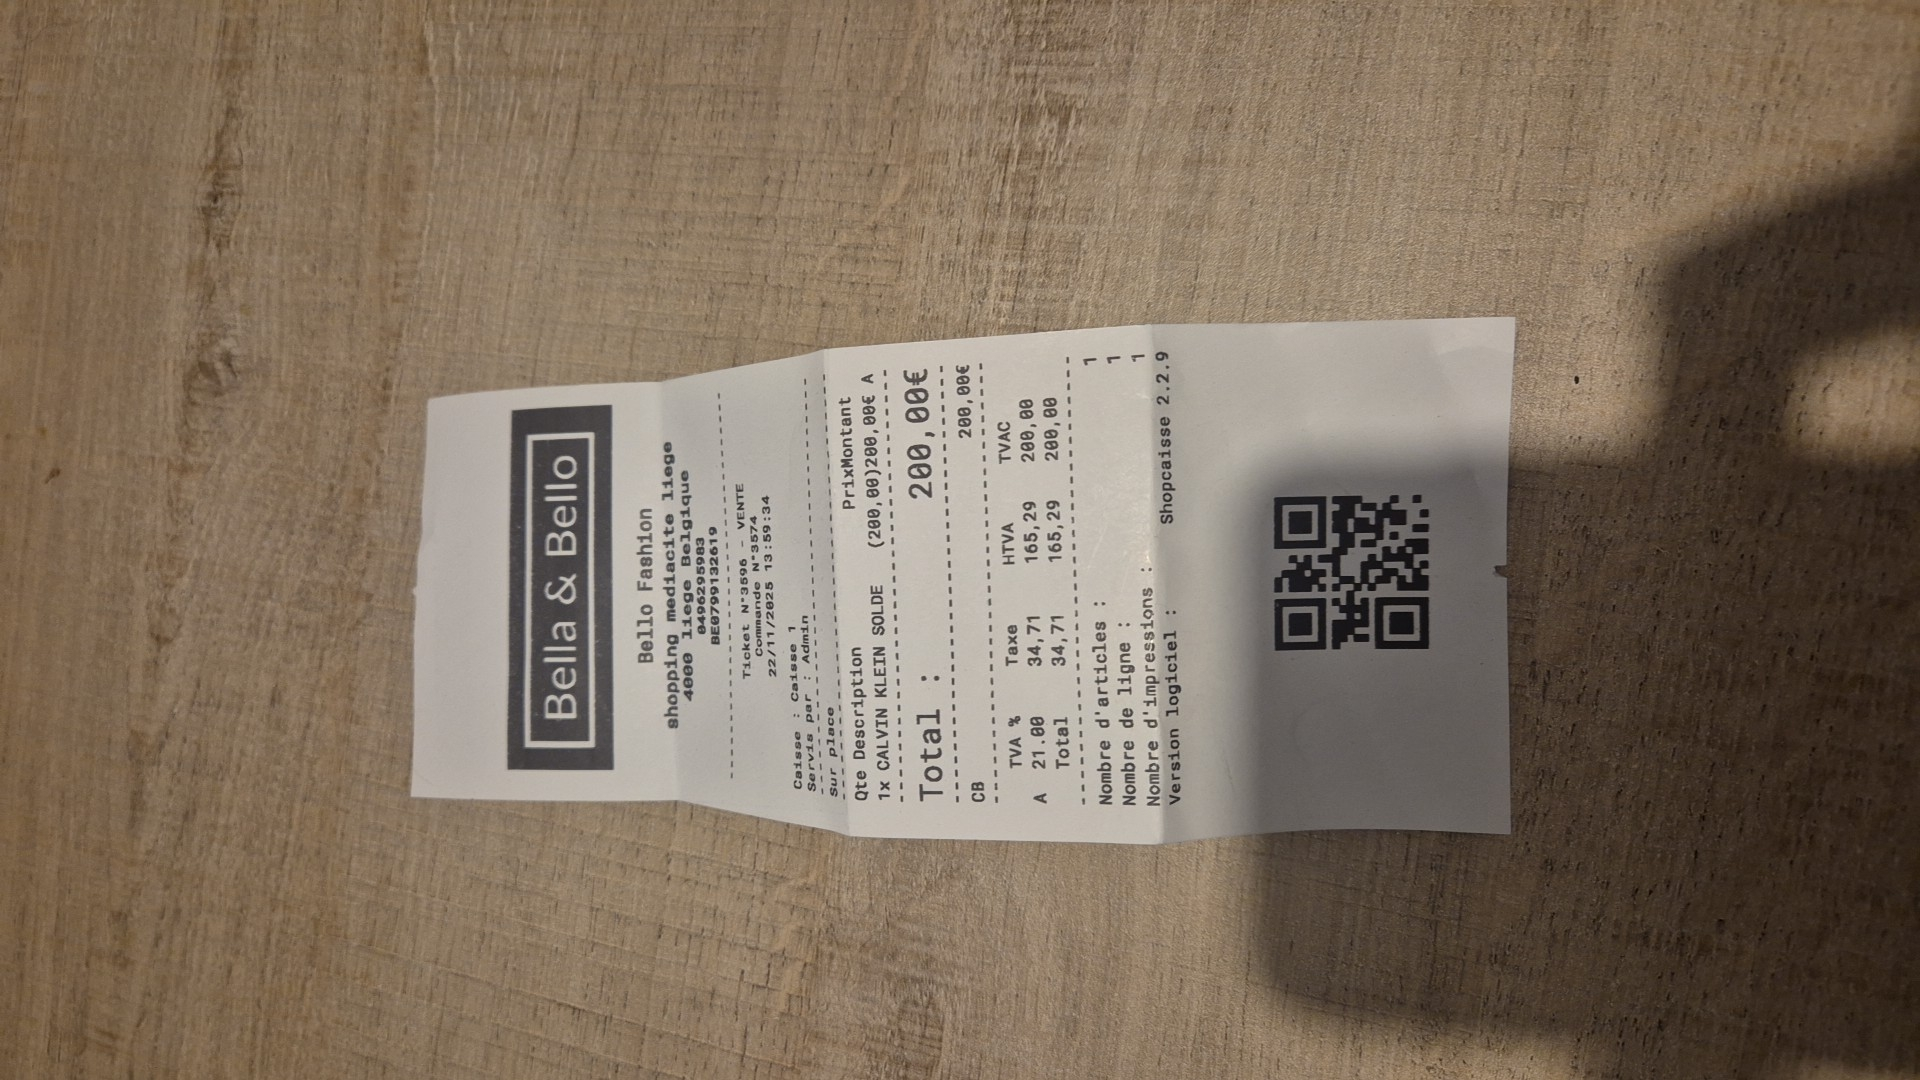 Bella & Bello
Bello Fashion
shopping mediacite liege
4000 liege Belgique
0496295983
BE0799132619
Ticket N°3596 - VENTE
Commande N°3574
22/11/2025 13:59:34
Caisse : Caisse 1
Servis par : Admin
Sur place
Qte Description PrixMontant
1x CALVIN KLEIN SOLDE (200,00)200,00€ A
Total : 200,00€
CB 200,00€
TVA % Taxe HTVA TVAC
A 21.00 34,71 165,29 200,00
Total 34,71 165,29 200,00
Nombre d'articles : 1
Nombre de ligne : 1
Nombre d'impressions : 1
Version logiciel : Shopcaisse 2.2.9